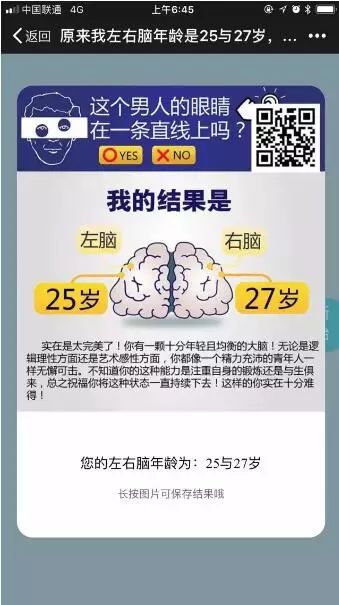 中国联通 4G 上午6:45
返回 原来我左右脑年龄是25与27岁，...
这个男人的眼睛
在一条直线上吗？
YES NO
我的结果是
左脑 右脑
25岁 27岁
实在是太完美了！你有一颗十分年轻且均衡的大脑！无论是逻
辑理性方面还是艺术感性方面，你都像一个精力充沛的青年人一
样无懈可击。不知道你的这种能力是注重自身的锻炼还是与生俱
来，总之祝福你将这种状态一直持续下去！这样的你实在十分难
得！
您的左右脑年龄为：25与27岁
长按图片可保存结果哦